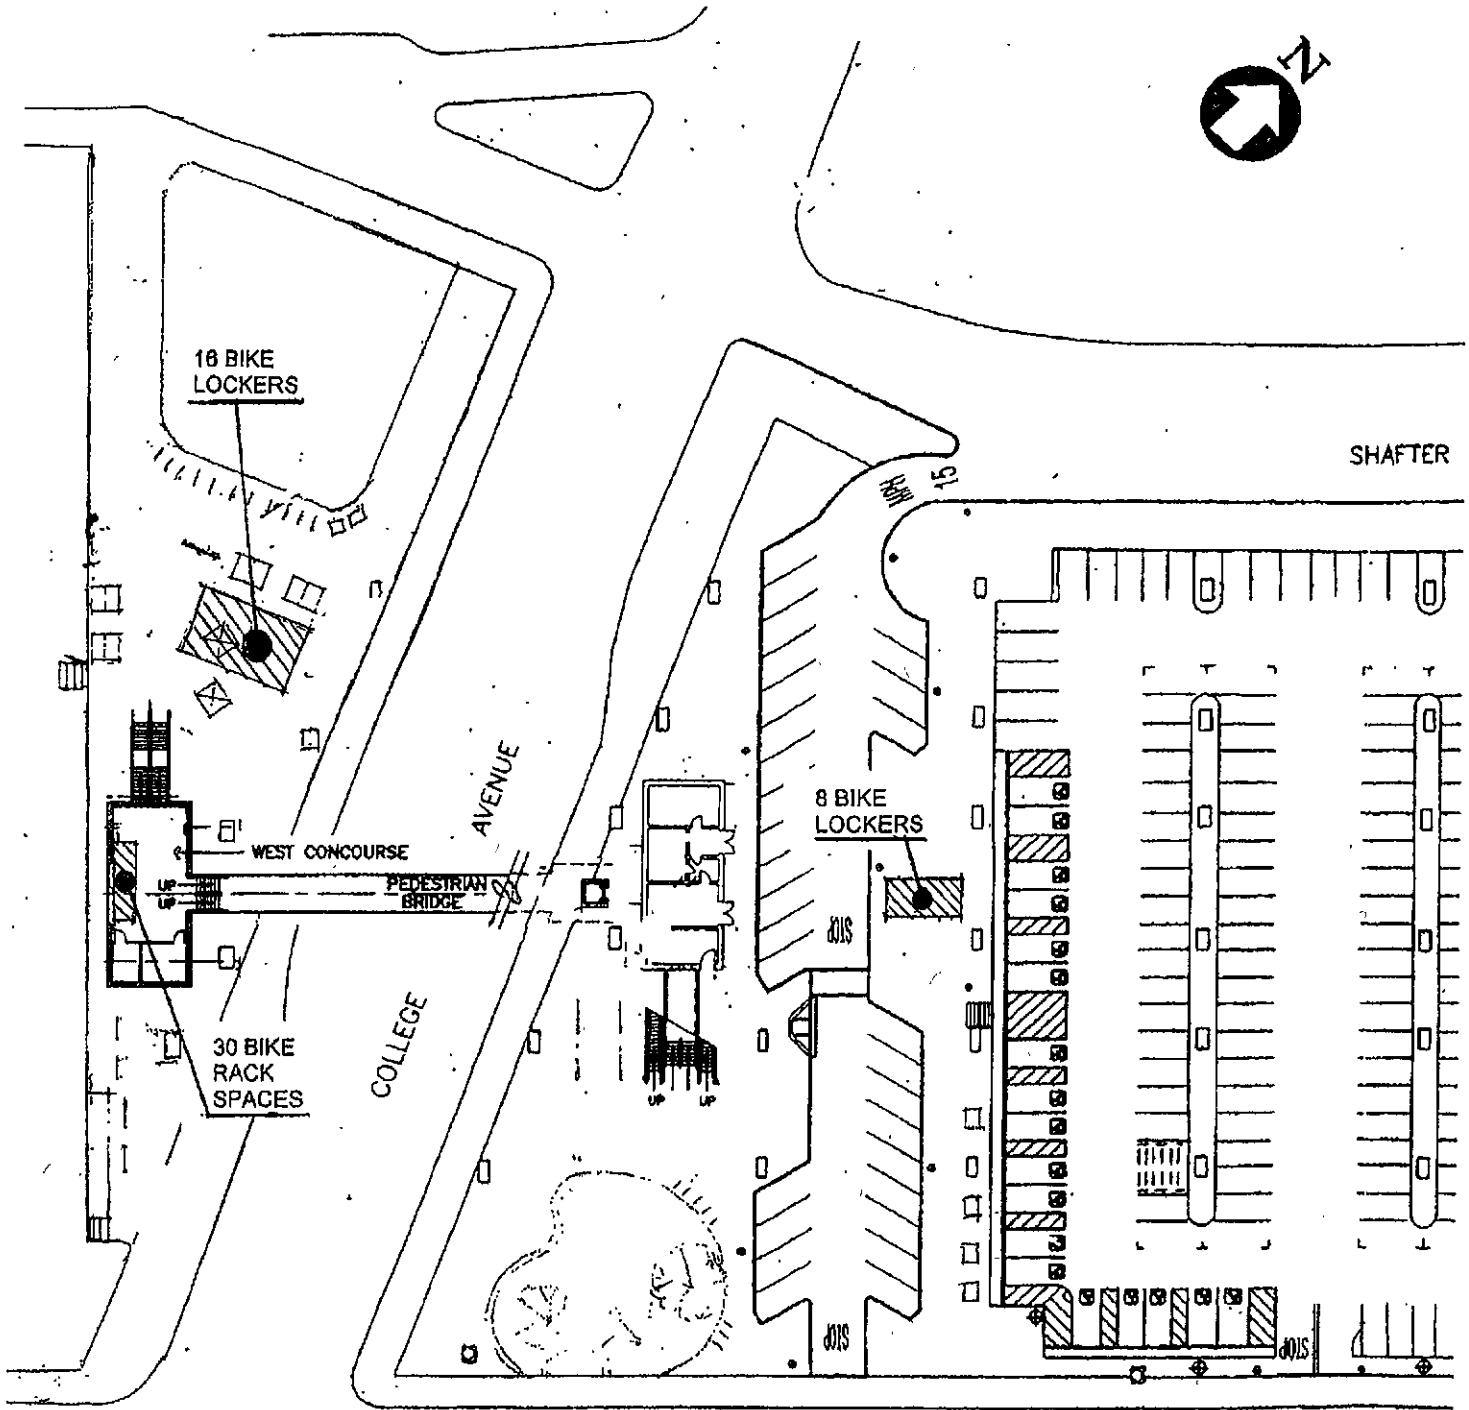 N
16 BIKE
LOCKERS
SHAFTER
15
MPH
AVENUE
8 BIKE
LOCKERS
WEST CONCOURSE
UP
UP
PEDESTRIAN
BRIDGE
STOP
COLLEGE
30 BIKE
RACK
SPACES
UP
UP
STOP
STOP